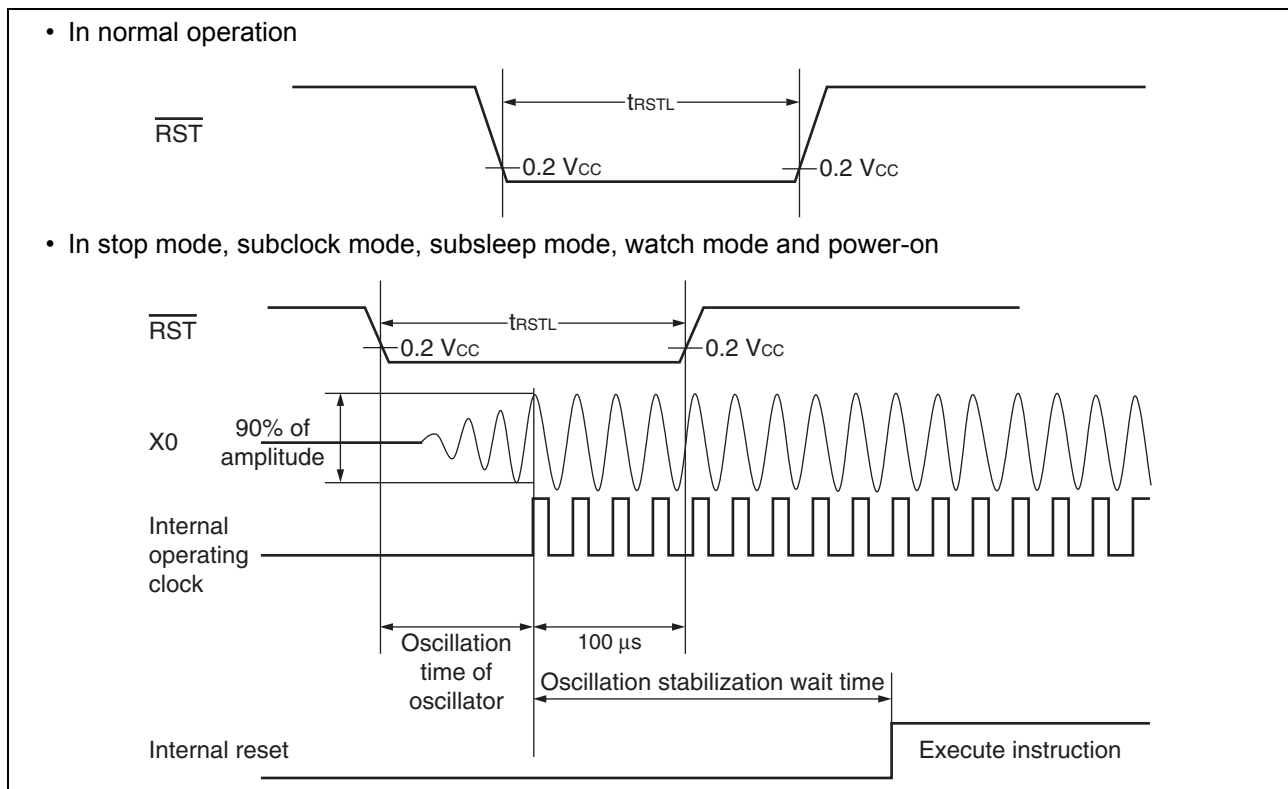 • In normal operation
tRSTL
RST
0.2 VCC
0.2 VCC
• In stop mode, subclock mode, subsleep mode, watch mode and power-on
tRSTL
RST
0.2 VCC
0.2 VCC
X0
90% of
amplitude
Internal
operating
clock
Oscillation
time of
oscillator
100 μs
Oscillation stabilization wait time
Internal reset
Execute instruction